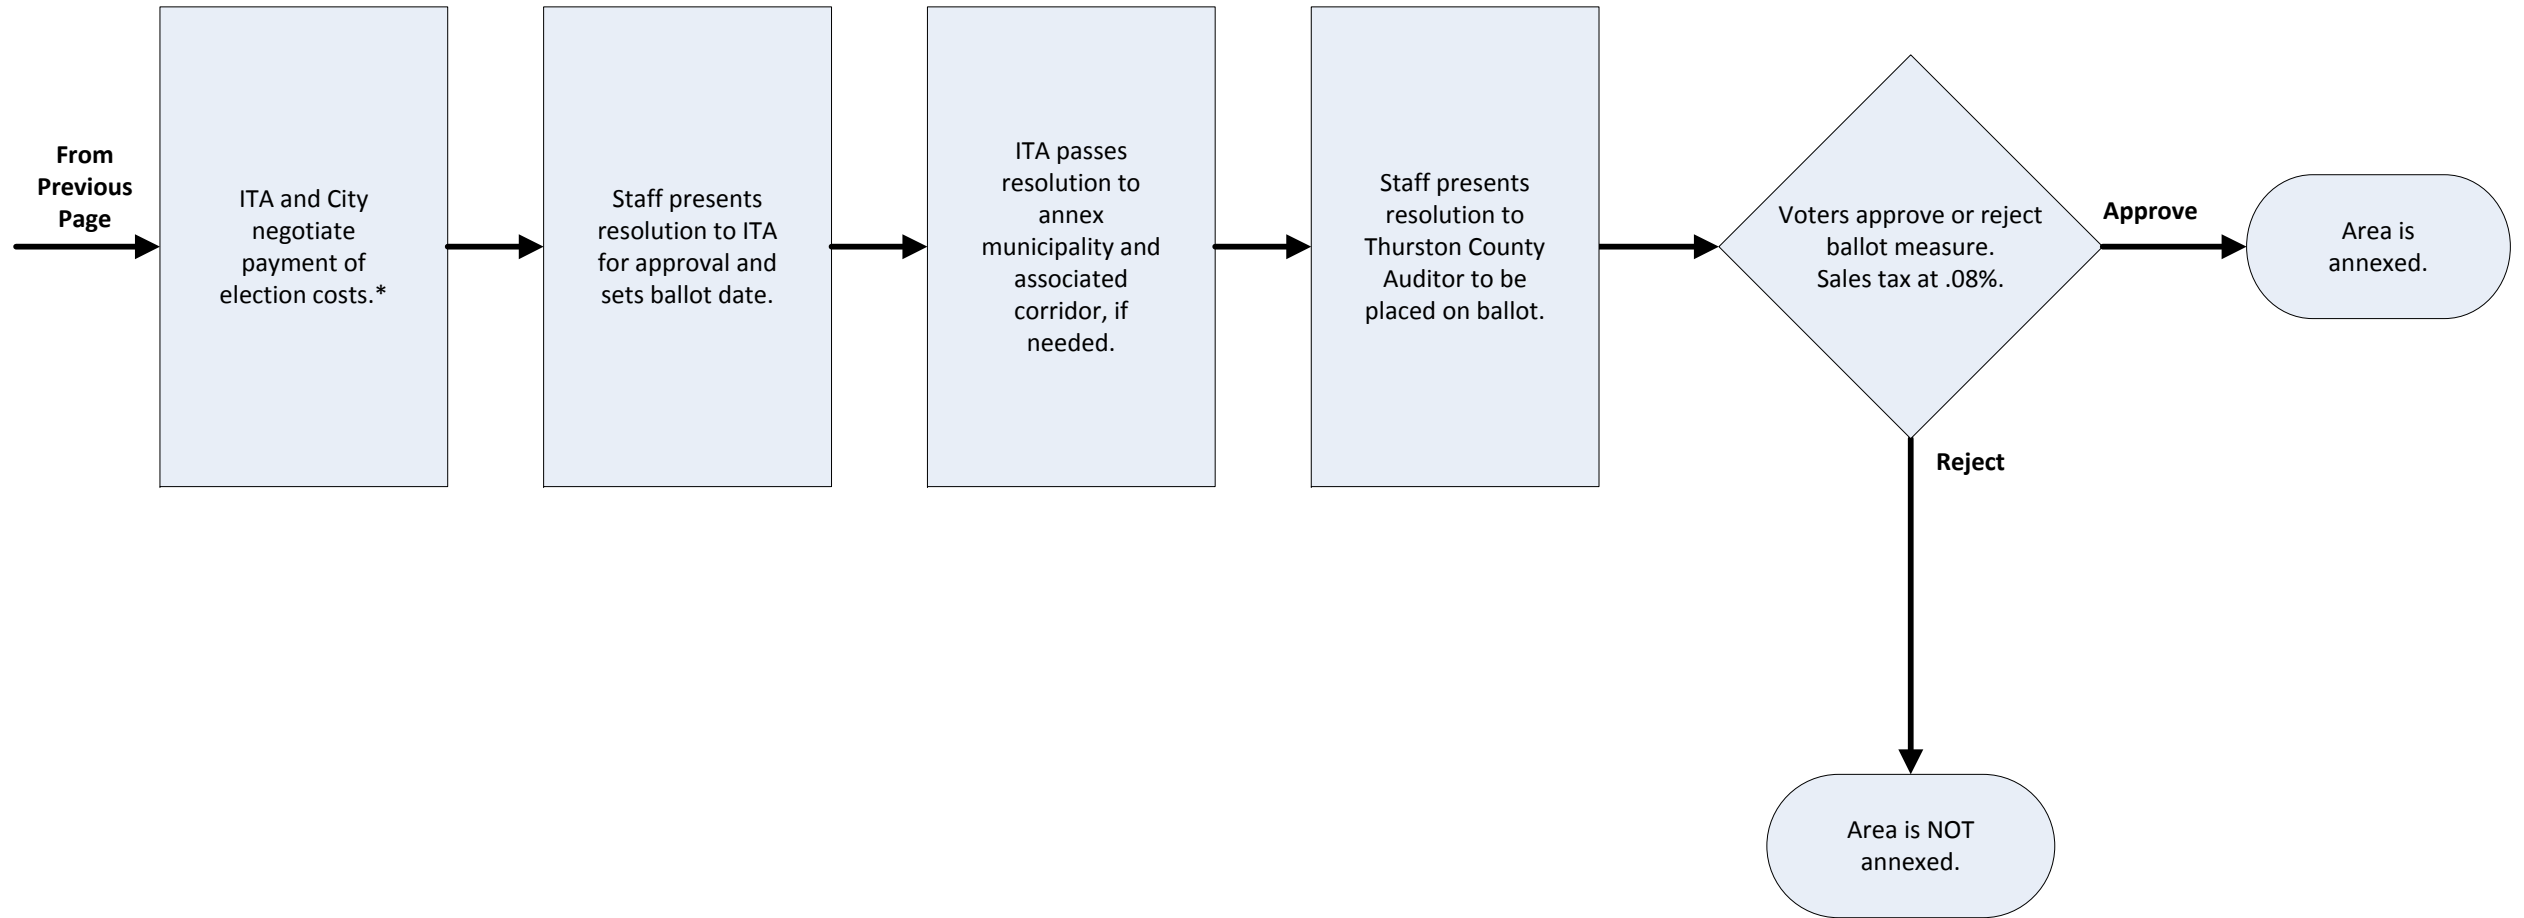 From
Previous
Page
ITA and City
negotiate
payment of
election costs.*
Staff presents
resolution to ITA
for approval and
sets ballot date.
ITA passes
resolution to
annex
municipality and
associated
corridor, if
needed.
Staff presents
resolution to
Thurston County
Auditor to be
placed on ballot.
Voters approve or reject
ballot measure.
Sales tax at .08%.
Approve
Area is
annexed.
Reject
Area is NOT
annexed.